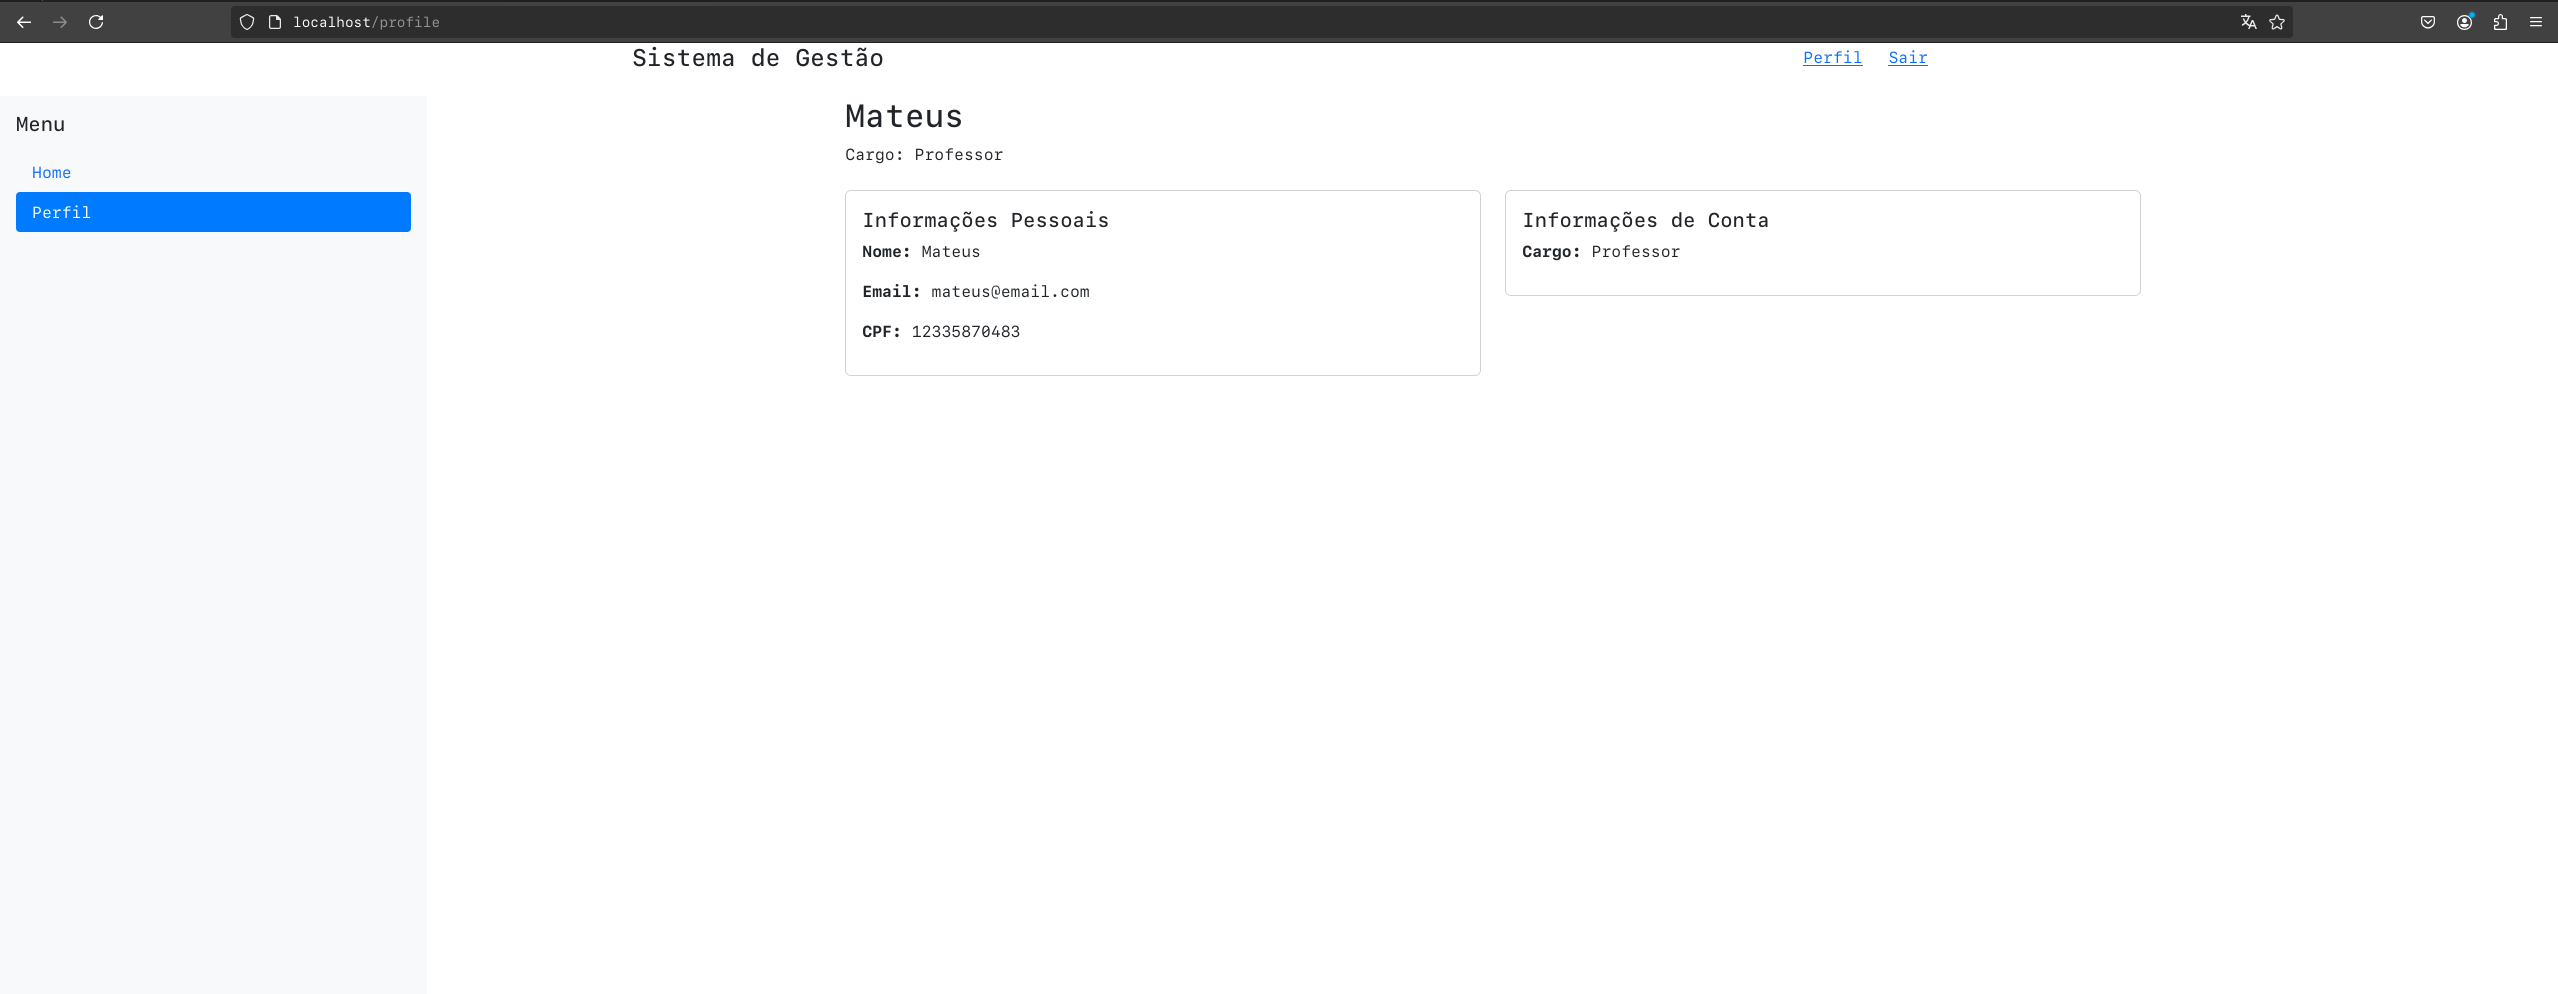 localhost/profile
Sistema de Gestão
Perfil Sair
Menu
Home
Perfil
Mateus
Cargo: Professor
Informações Pessoais
Nome: Mateus
Email: mateus@email.com
CPF: 12335870483
Informações de Conta
Cargo: Professor